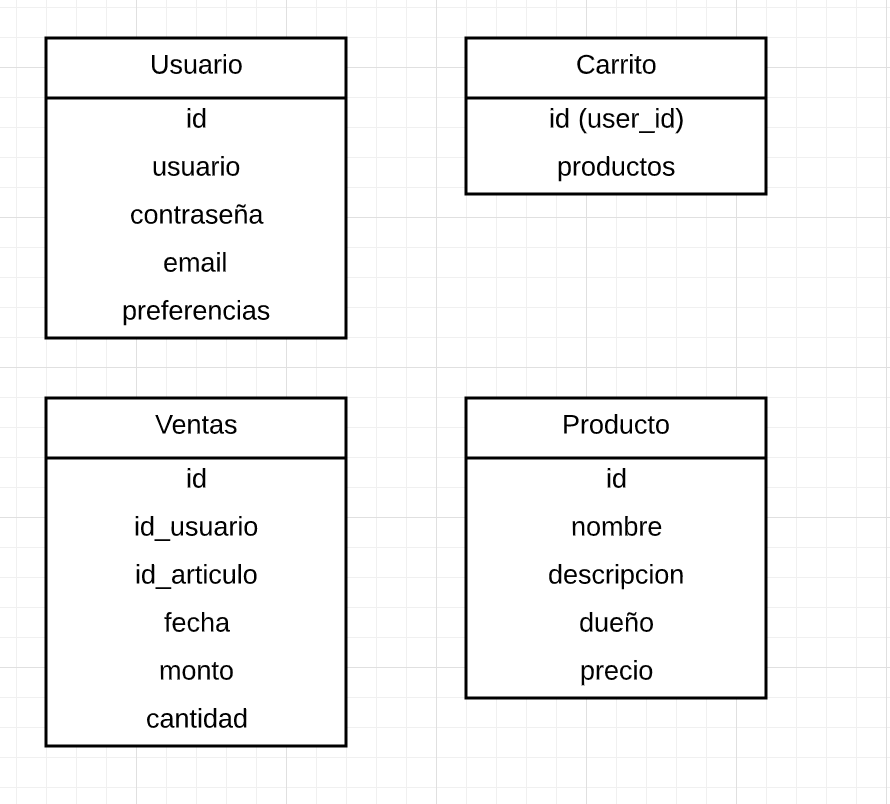 Usuario
id
usuario
contraseña
email
preferencias
Carrito
id (user_id)
productos
Ventas
id
id_usuario
id_articulo
fecha
monto
cantidad
Producto
id
nombre
descripcion
dueño
precio